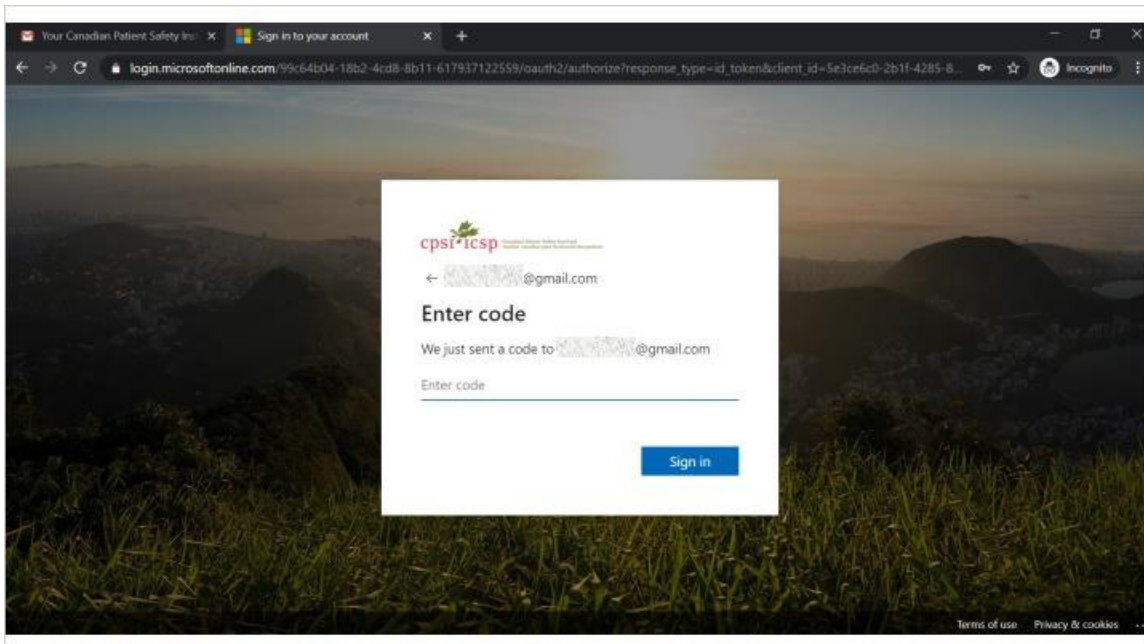 Your Canadian Patient Safety Ins
Sign in to your account
login.microsoftonline.com/99c64b04-18b2-4cd8-8b11-617937122559/oauth2/authorize?response_type=id_token&client_id=5e3ce6c0-2b1f-4285-8...
Incognito
cpsi icsp
@gmail.com
Enter code
We just sent a code to @gmail.com
Enter code
Sign in
Terms of use Privacy & cookies ...